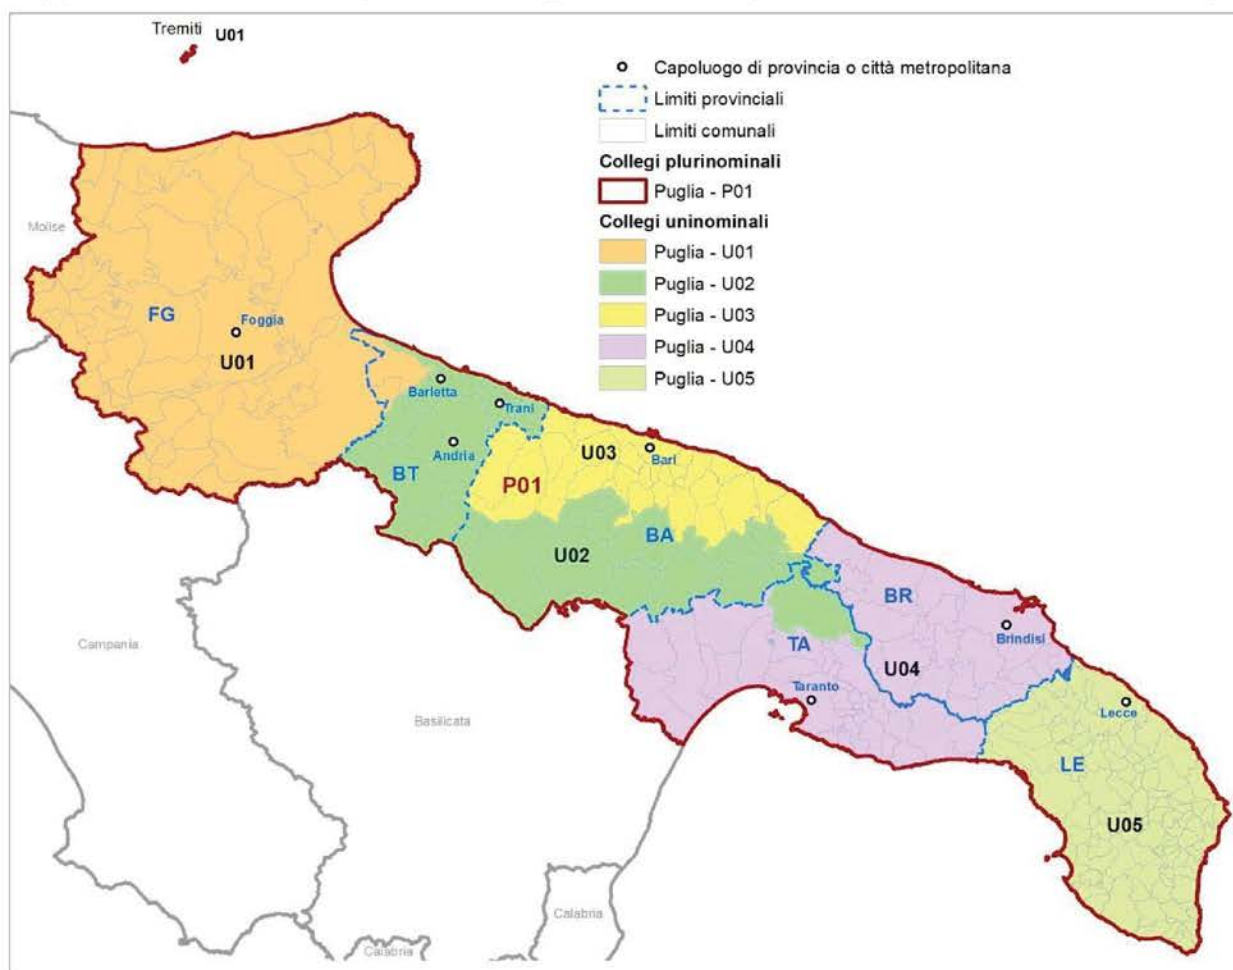 Tremiti U01
Capoluogo di provincia o città metropolitana
Limiti provinciali
Limiti comunali
Collegi plurinominali
Puglia - P01
Collegi uninominali
Puglia - U01
Puglia - U02
Puglia - U03
Puglia - U04
Puglia - U05
Molise
FG
Foggia
U01
Barletta
Trani
Andria
BT
U03
Bari
P01
BA
U02
BR
Brindisi
TA
U04
Taranto
Lecce
LE
U05
Campania
Basilicata
Calabria
Calabria